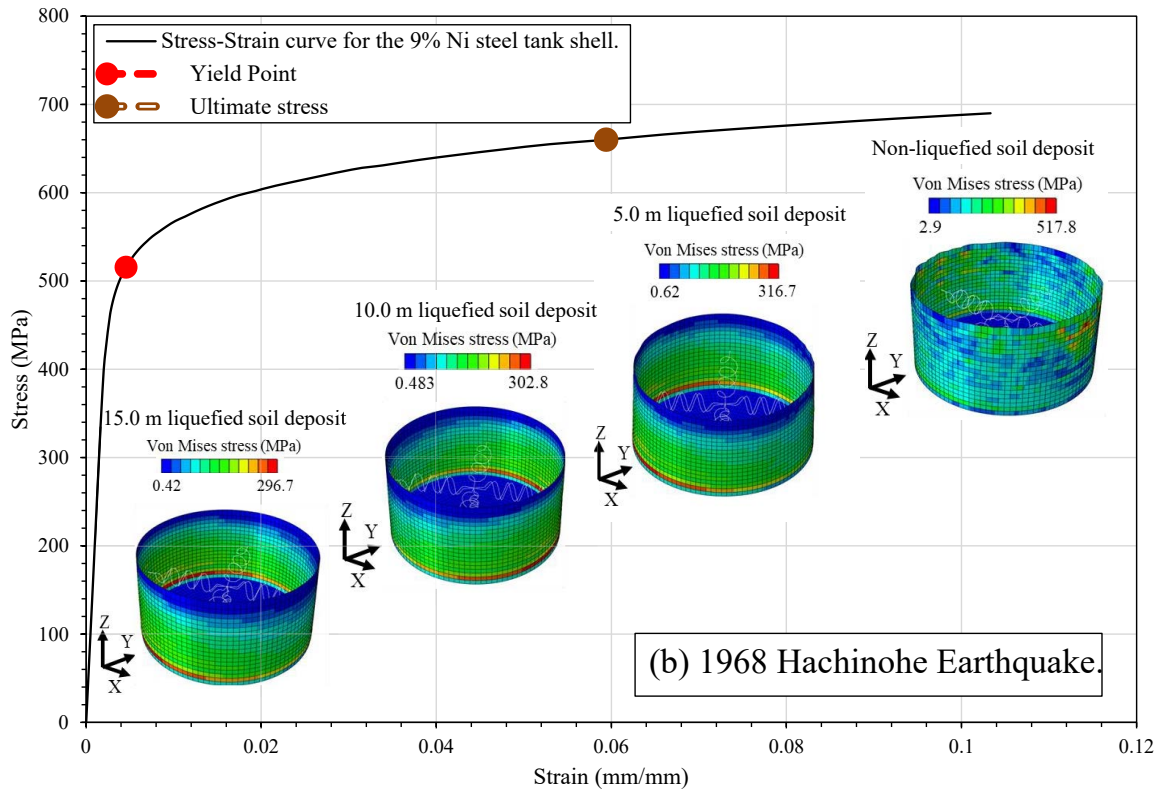 800
700
600
500
400
300
200
100
0
Stress (MPa)
Stress-Strain curve for the 9% Ni steel tank shell.
Yield Point
Ultimate stress
Non-liquefied soil deposit
Von Mises stress (MPa)
2.9 517.8
Z
Y
X
5.0 m liquefied soil deposit
Von Mises stress (MPa)
0.62 316.7
Z
Y
X
10.0 m liquefied soil deposit
Von Mises stress (MPa)
0.483 302.8
Z
Y
X
15.0 m liquefied soil deposit
Von Mises stress (MPa)
0.42 296.7
Z
Y
X
(b) 1968 Hachinohe Earthquake.
0 0.02 0.04 0.06 0.08 0.1 0.12
Strain (mm/mm)